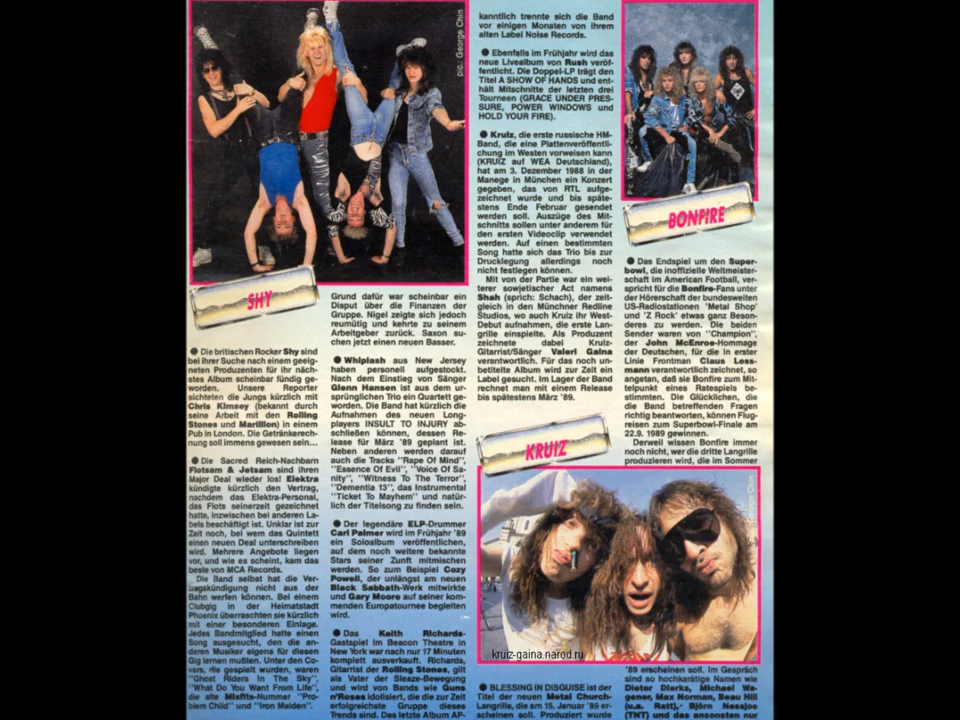 pic.: George Chin
SHY
● Die britischen Rocker Shy sind
bei ihrer Suche nach einem geeig-
neten Produzenten für ihr näch-
stes Album scheinbar fündig ge-
worden. Unsere Reporter
sichteten die Jungs kürzlich mit
Chris Kimsey (bekannt durch
seine Arbeit mit den Rolling
Stones und Marillion) in einem
Pub in London. Die Getränkerech-
nung soll immens gewesen sein...
● Die Sacred Reich-Nachbarn
Flotsam & Jetsam sind ihren
Major Deal wieder los! Elektra
kündigte kürzlich den Vertrag,
nachdem das Elektra-Personal,
das Flots seinerzeit gezeichnet
hatte, inzwischen bei anderen La-
bels beschäftigt ist. Unklar ist zur
Zeit noch, bei wem das Quintett
einen neuen Deal unterschreiben
wird. Mehrere Angebote liegen
vor, und wie es scheint, kam das
beste von MCA Records.
Die Band selbst hat die Ver-
tragskündigung nicht aus der
Bahn werfen können. Bei einem
Clubgig in der Heimatstadt
Phoenix überraschten sie kürzlich
mit einer besonderen Einlage.
Jedes Bandmitglied hatte einen
Song ausgesucht, den die an-
deren Musiker eigens für diesen
Gig lernen mußten. Unter den Co-
vers, die gespielt wurden, waren
"Ghost Riders In The Sky",
"What Do You Want From Life",
die alte Misfits-Nummer "Pro-
blem Child" und "Iron Maiden".
Grund dafür war scheinbar ein
Disput über die Finanzen der
Gruppe. Nigel zeigte sich jedoch
reumütig und kehrte zu seinem
Arbeitgeber zurück. Saxon su-
chen jetzt einen neuen Basser.
● Whiplash aus New Jersey
haben personell aufgestockt.
Nach dem Einstieg von Sänger
Glenn Hansen ist aus dem ur-
sprünglichen Trio ein Quartett ge-
worden. Die Band hat kürzlich die
Aufnahmen des neuen Long-
players INSULT TO INJURY ab-
schließen können, dessen Re-
lease für März '89 geplant ist.
Neben anderen werden darauf
auch die Tracks "Rape Of Mind",
"Essence Of Evil", "Voice Of Sa-
nity", "Witness To The Terror",
"Dementia 13", das Instrumental
"Ticket To Mayhem" und natür-
lich der Titelsong zu finden sein.
● Der legendäre ELP-Drummer
Carl Palmer wird im Frühjahr '89
ein Soloalbum veröffentlichen,
auf dem noch weitere bekannte
Stars seiner Zunft mitmischen
werden. So zum Beispiel Cozy
Powell, der unlängst am neuen
Black Sabbath-Werk mitwirkte
und Gary Moore auf seiner kom-
menden Europatournee begleiten
wird.
● Das Keith Richards-
Gastspiel im Beacon Theatre in
New York war nach nur 17 Minuten
komplett ausverkauft. Richards,
Gitarrist der Rolling Stones, gilt
als Vater der Sleaze-Bewegung
und wird von Bands wie Guns
n'Roses idolisiert, die die zur Zeit
erfolgreichste Gruppe dieses
Trends sind. Das letzte Album AP-
kanntlich trennte sich die Band
vor einigen Monaten von ihrem
alten Label Noise Records.
● Ebenfalls im Frühjahr wird das
neue Livealbum von Rush veröf-
fentlicht. Die Doppel-LP trägt den
Titel A SHOW OF HANDS und ent-
hält Mitschnitte der letzten drei
Tourneen (GRACE UNDER PRES-
SURE, POWER WINDOWS und
HOLD YOUR FIRE).
● Kruiz, die erste russische HM-
Band, die eine Plattenveröffentli-
chung im Westen vorweisen kann
(KRUIZ auf WEA Deutschland),
hat am 3. Dezember 1988 in der
Manege in München ein Konzert
gegeben, das von RTL aufge-
zeichnet wurde und bis späte-
stens Ende Februar gesendet
werden soll. Auszüge des Mit-
schnitts sollen unter anderem für
den ersten Videoclip verwendet
werden. Auf einen bestimmten
Song hatte sich das Trio bis zur
Drucklegung allerdings noch
nicht festlegen können.
Mit von der Partie war ein wei-
terer sowjetischer Act namens
Shah (sprich: Schach), der zeit-
gleich in den Münchner Redline
Studios, wo auch Kruiz ihr West-
Debut aufnahmen, die erste Lan-
grille einspielte. Als Produzent
zeichnete dabei Kruiz-
Gitarrist/Sänger Valeri Gaina
verantwortlich. Für das noch un-
betitelte Album wird zur Zeit ein
Label gesucht. Im Lager der Band
rechnet man mit einem Release
bis spätestens März '89.
KRUIZ
kruiz-gaina.narod.ru
● BLESSING IN DISGUISE ist der
Titel der neuen Metal Church-
Langrille, die am 15. Januar '89 er-
scheinen soll. Produziert wurde
BONFIRE
● Das Endspiel um den Super-
bowl, die inoffizielle Weltmeister-
schaft im American Football, ver-
spricht für die Bonfire-Fans unter
der Hörerschaft der bundesweiten
US-Radiostationen 'Metal Shop'
und 'Z Rock' etwas ganz Beson-
deres zu werden. Die beiden
Sender waren von "Champion",
der John McEnroe-Hommage
der Deutschen, für die in erster
Linie Frontman Claus Less-
mann verantwortlich zeichnet, so
angetan, daß sie Bonfire zum Mit-
telpunkt eines Ratespiels be-
stimmten. Die Glücklichen, die
die Band betreffenden Fragen
richtig beantworten, können Flug-
reisen zum Superbowl-Finale am
22.9. 1989 gewinnen.
Derweil wissen Bonfire immer
noch nicht, wer die dritte Langrille
produzieren wird, die im Sommer
'89 erscheinen soll. Im Gespräch
sind so hochkarätige Namen wie
Dieter Dierks, Michael Wa-
gener, Max Norman, Beau Hill
(u.a. Ratt), Björn Nessjoe
(TNT) und das ansonsten nur